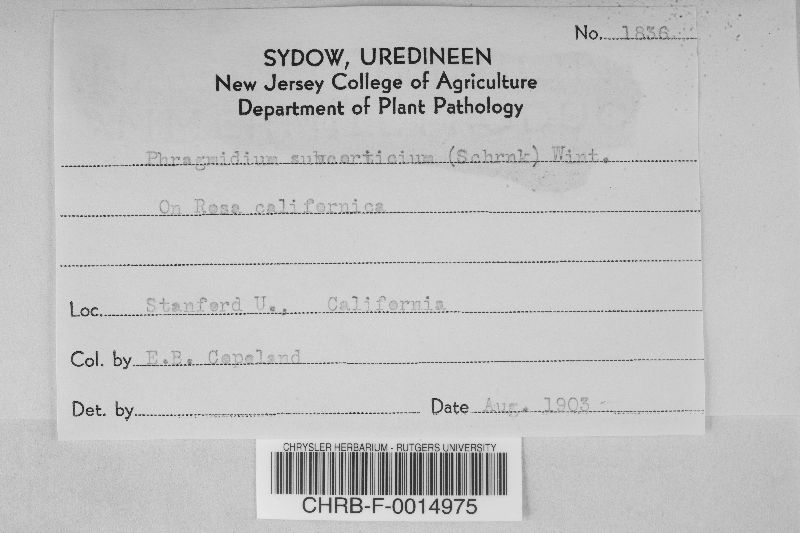 No. 1836
SYDOW, UREDINEEN
New Jersey College of Agriculture
Department of Plant Pathology
Phragmidium subcorticium (Schrnk) Wint.
On Rosa californica
Loc. Stanford U., California
Col. by E.B. Copeland
Det. by
Date Aug. 1903
CHRYSLER HERBARIUM - RUTGERS UNIVERSITY
CHRB-F-0014975